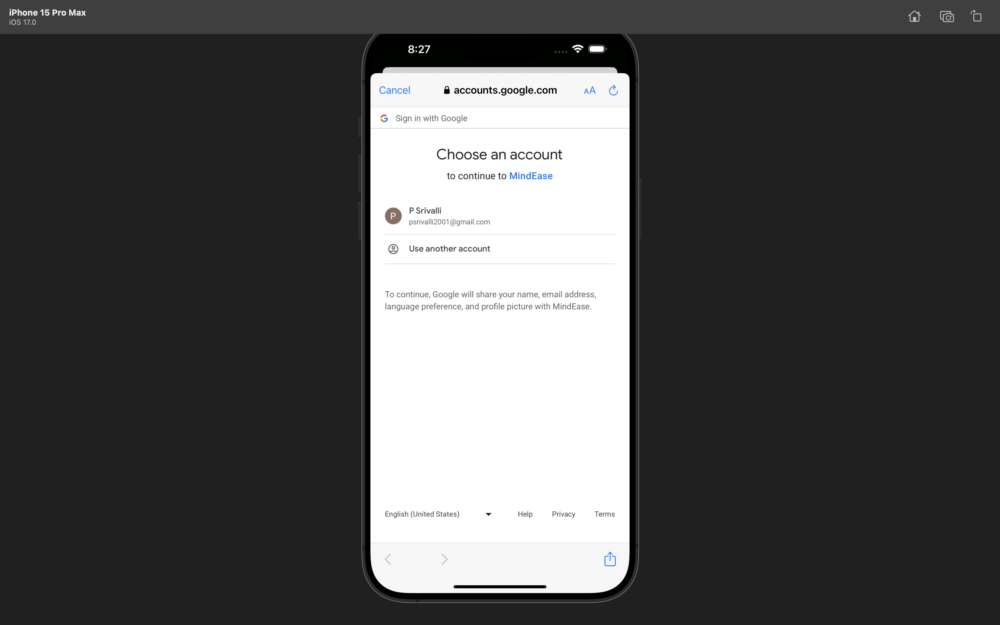 iPhone 15 Pro Max
iOS 17.0
8:27
Cancel
accounts.google.com
AA
Sign in with Google
Choose an account
to continue to MindEase
P
P Srivalli
psrivalli2001@gmail.com
Use another account
To continue, Google will share your name, email address,
language preference, and profile picture with MindEase.
English (United States)
Help
Privacy
Terms